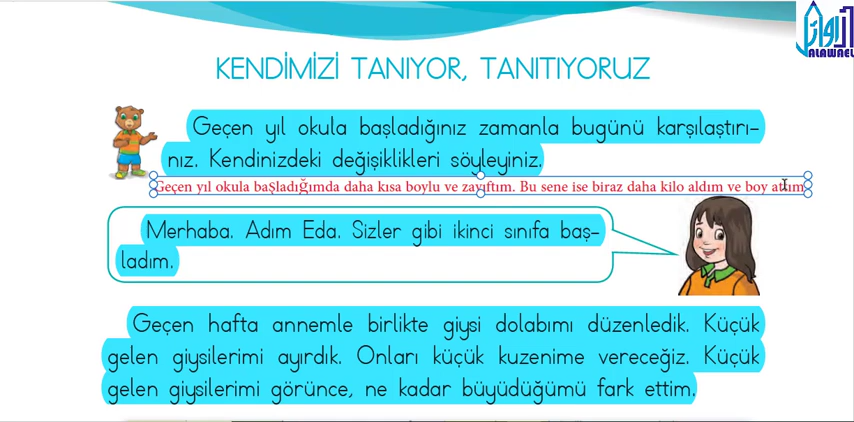 الأوائل
ALAWAEL
KENDİMİZİ TANIYOR, TANITIYORUZ
Geçen yıl okula başladığınız zamanla bugünü karşılaştırı-
nız. Kendinizdeki değişiklikleri söyleyiniz.
Geçen yıl okula başladığımda daha kısa boylu ve zayıftım. Bu sene ise biraz daha kilo aldım ve boy attım
Merhaba. Adım Eda. Sizler gibi ikinci sınıfa baş-
ladım.
Geçen hafta annemle birlikte giysi dolabımı düzenledik. Küçük
gelen giysilerimi ayırdık. Onları küçük kuzenime vereceğiz. Küçük
gelen giysilerimi görünce, ne kadar büyüdüğümü fark ettim.